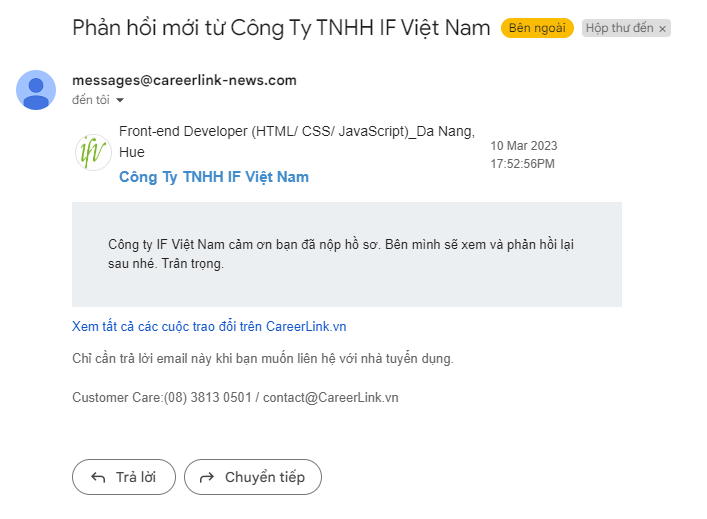 Phản hồi mới từ Công Ty TNHH IF Việt Nam Bên ngoài Hộp thư đến ×
messages@careerlink-news.com
đến tôi
ifv
Front-end Developer (HTML/ CSS/ JavaScript)_Da Nang,
Hue
Công Ty TNHH IF Việt Nam
10 Mar 2023
17:52:56PM
Công ty IF Việt Nam cảm ơn bạn đã nộp hồ sơ. Bên mình sẽ xem và phản hồi lại
sau nhé. Trân trọng.
Xem tất cả các cuộc trao đổi trên CareerLink.vn
Chỉ cần trả lời email này khi bạn muốn liên hệ với nhà tuyển dụng.
Customer Care:(08) 3813 0501 / contact@CareerLink.vn
Trả lời
Chuyển tiếp